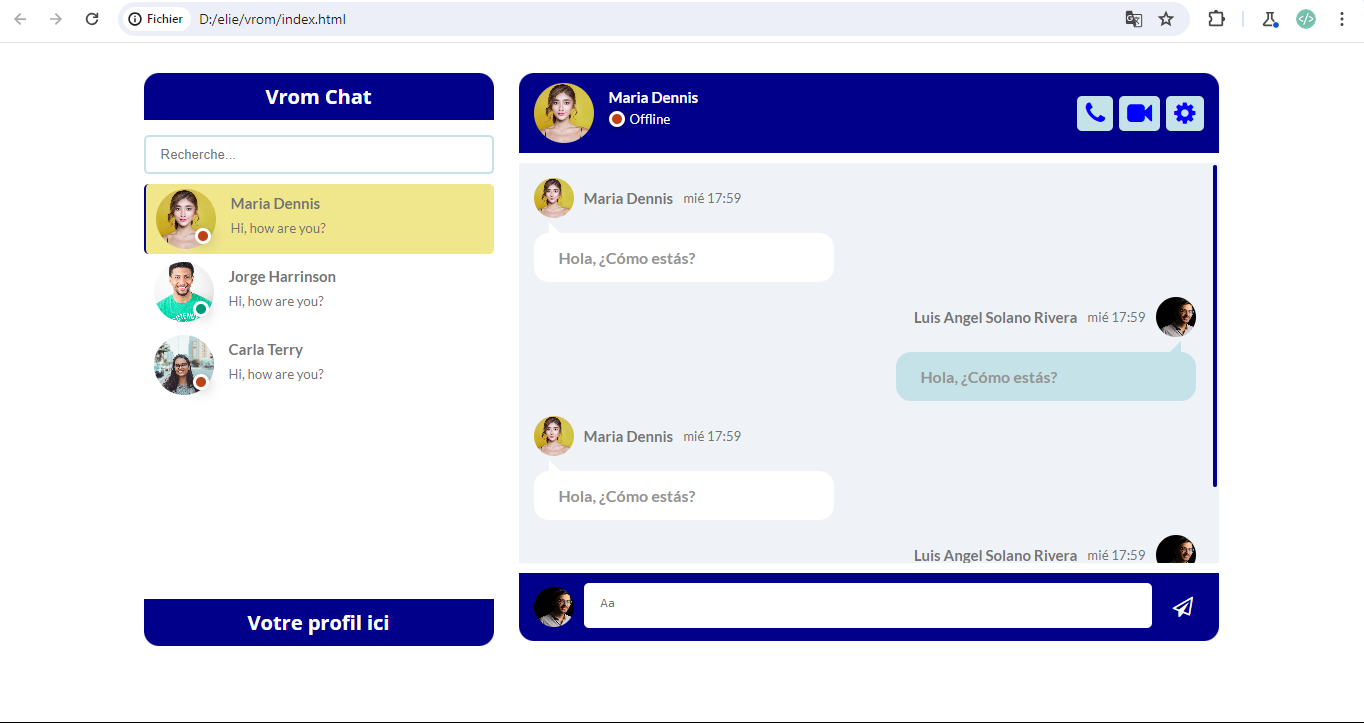 Fichier D:/elie/vrom/index.html
Vrom Chat
Recherche...
Maria Dennis
Hi, how are you?
Jorge Harrinson
Hi, how are you?
Carla Terry
Hi, how are you?
Votre profil ici
Maria Dennis
Offline
Maria Dennis mié 17:59
Hola, ¿Cómo estás?
Luis Angel Solano Rivera mié 17:59
Hola, ¿Cómo estás?
Maria Dennis mié 17:59
Hola, ¿Cómo estás?
Luis Angel Solano Rivera mié 17:59
Aa